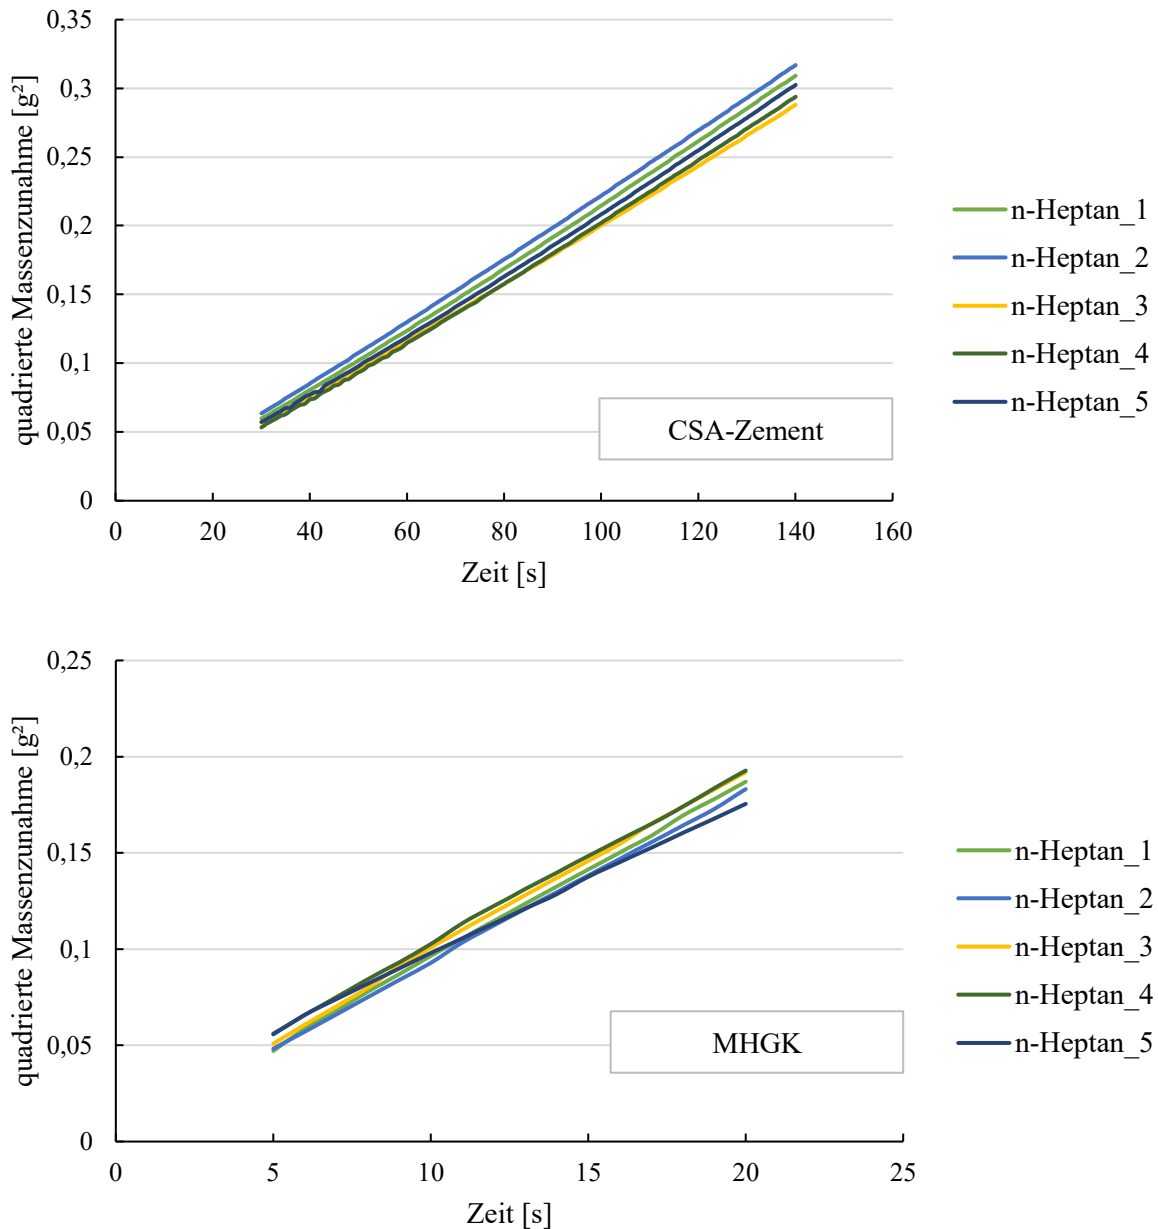 quadrierte Massenzunahme [g²]
0,35
0,3
0,25
0,2
0,15
0,1
0,05
0
0 20 40 60 80 100 120 140 160
Zeit [s]
CSA-Zement
n-Heptan_1
n-Heptan_2
n-Heptan_3
n-Heptan_4
n-Heptan_5
quadrierte Massenzunahme [g²]
0,25
0,2
0,15
0,1
0,05
0
0 5 10 15 20 25
Zeit [s]
MHGK
n-Heptan_1
n-Heptan_2
n-Heptan_3
n-Heptan_4
n-Heptan_5